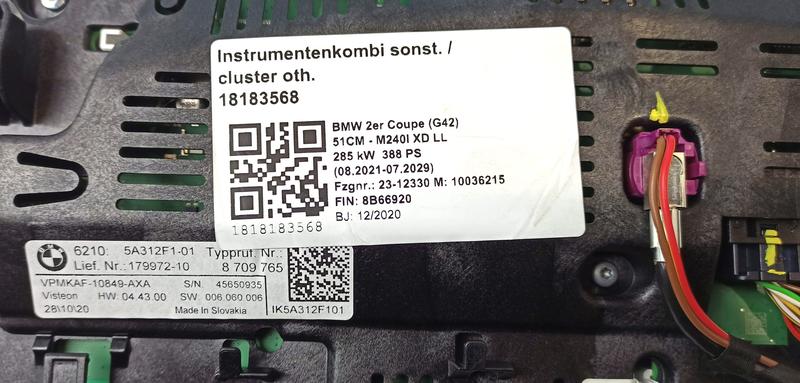 Instrumentenkombi sonst. /
cluster oth.
18183568
BMW 2er Coupe (G42)
51CM - M240I XD LL
285 kW 388 PS
(08.2021-07.2029)
Fzgnr.: 23-12330 M: 10036215
FIN: 8B66920
BJ: 12/2020
1818183568
6210: 5A312F1-01 Typprüf. Nr.:
Lief. Nr.:179972-10 8 709 765
VPMKAF-10849-AXA S/N. 45650935
Visteon HW: 04.43.00 SW. 006.060.006
28\10\20 Made in Slovakia IK5A312F101